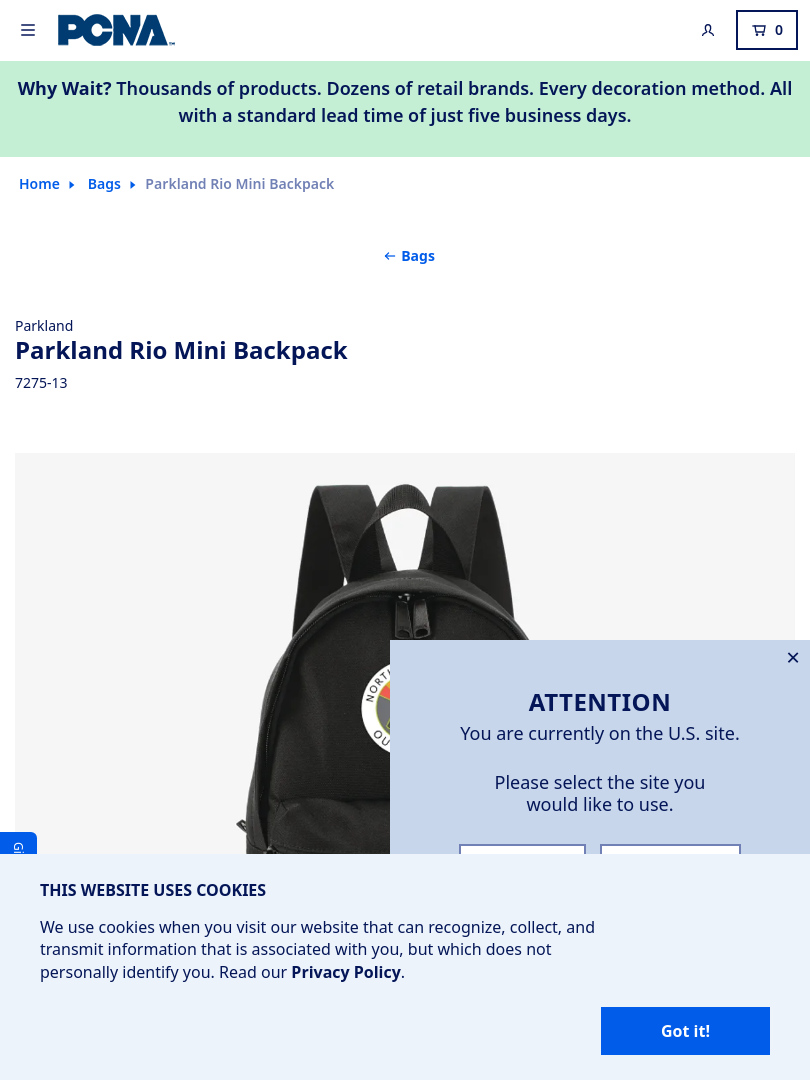 PCNA™
0
Why Wait? Thousands of products. Dozens of retail brands. Every decoration method. All
with a standard lead time of just five business days.
Home Bags Parkland Rio Mini Backpack
← Bags
Parkland
Parkland Rio Mini Backpack
7275-13
ATTENTION
You are currently on the U.S. site.
Please select the site you
would like to use.
THIS WEBSITE USES COOKIES
We use cookies when you visit our website that can recognize, collect, and
transmit information that is associated with you, but which does not
personally identify you. Read our Privacy Policy.
Got it!